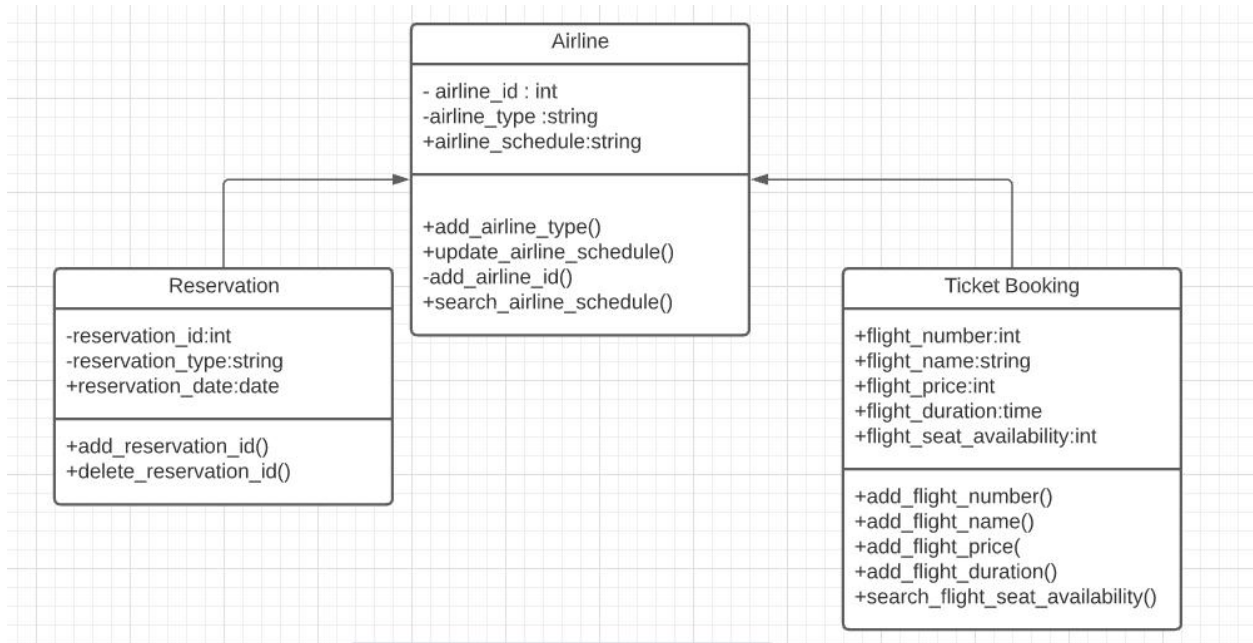 Airline
- airline_id : int
-airline_type :string
+airline_schedule:string
+add_airline_type()
+update_airline_schedule()
-add_airline_id()
+search_airline_schedule()
Reservation
-reservation_id:int
-reservation_type:string
+reservation_date:date
+add_reservation_id()
+delete_reservation_id()
Ticket Booking
+flight_number:int
+flight_name:string
+flight_price:int
+flight_duration:time
+flight_seat_availability:int
+add_flight_number()
+add_flight_name()
+add_flight_price(
+add_flight_duration()
+search_flight_seat_availability()